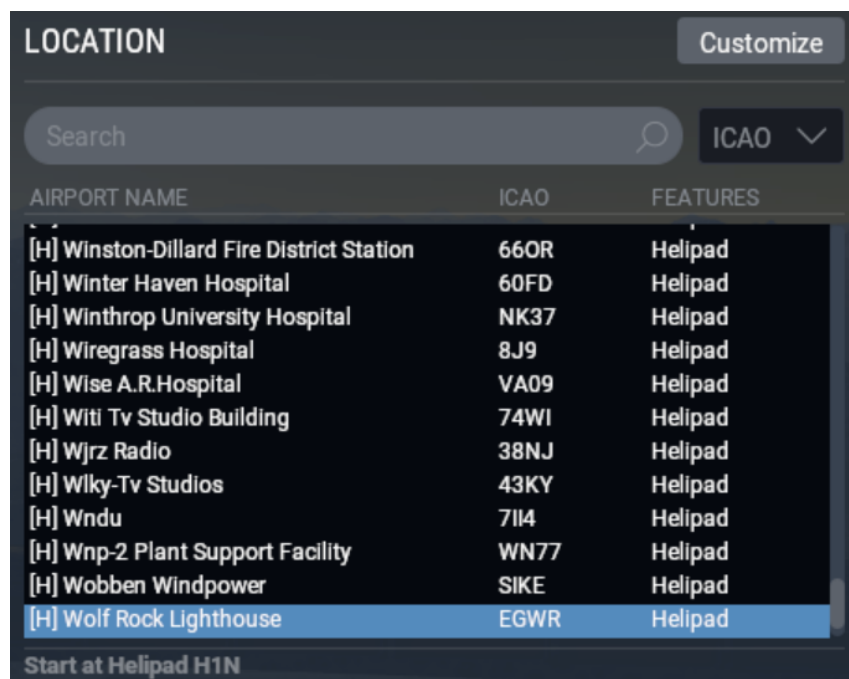 LOCATION Customize
Search ICAO
AIRPORT NAME ICAO FEATURES
[H] Winston-Dillard Fire District Station 66OR Helipad
[H] Winter Haven Hospital 60FD Helipad
[H] Winthrop University Hospital NK37 Helipad
[H] Wiregrass Hospital 8J9 Helipad
[H] Wise A.R.Hospital VA09 Helipad
[H] Witi Tv Studio Building 74WI Helipad
[H] Wjrz Radio 38NJ Helipad
[H] Wlky-Tv Studios 43KY Helipad
[H] Wndu 7II4 Helipad
[H] Wnp-2 Plant Support Facility WN77 Helipad
[H] Wobben Windpower SIKE Helipad
[H] Wolf Rock Lighthouse EGWR Helipad
Start at Helipad H1N